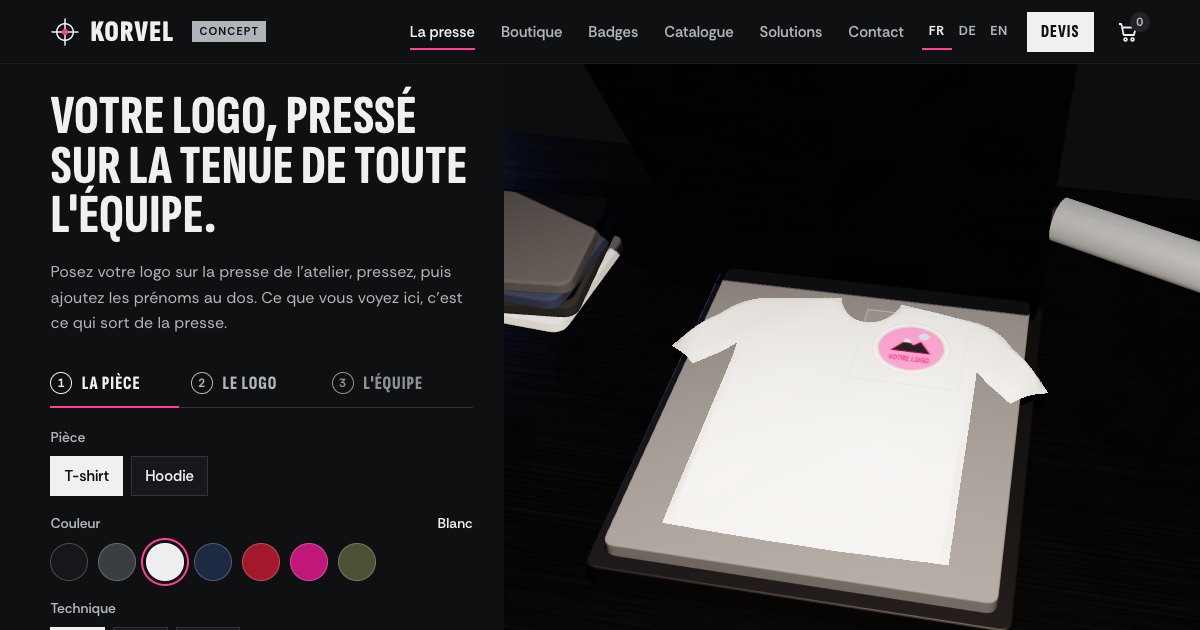 KORVEL
CONCEPT
La presse
Boutique
Badges
Catalogue
Solutions
Contact
FR
DE
EN
DEVIS
0
VOTRE LOGO, PRESSÉ
SUR LA TENUE DE TOUTE
L'ÉQUIPE.
Posez votre logo sur la presse de l'atelier, pressez, puis
ajoutez les prénoms au dos. Ce que vous voyez ici, c'est
ce qui sort de la presse.
1 LA PIÈCE
2 LE LOGO
3 L'ÉQUIPE
Pièce
T-shirt
Hoodie
Couleur
Blanc
Technique
VOTRE LOGO